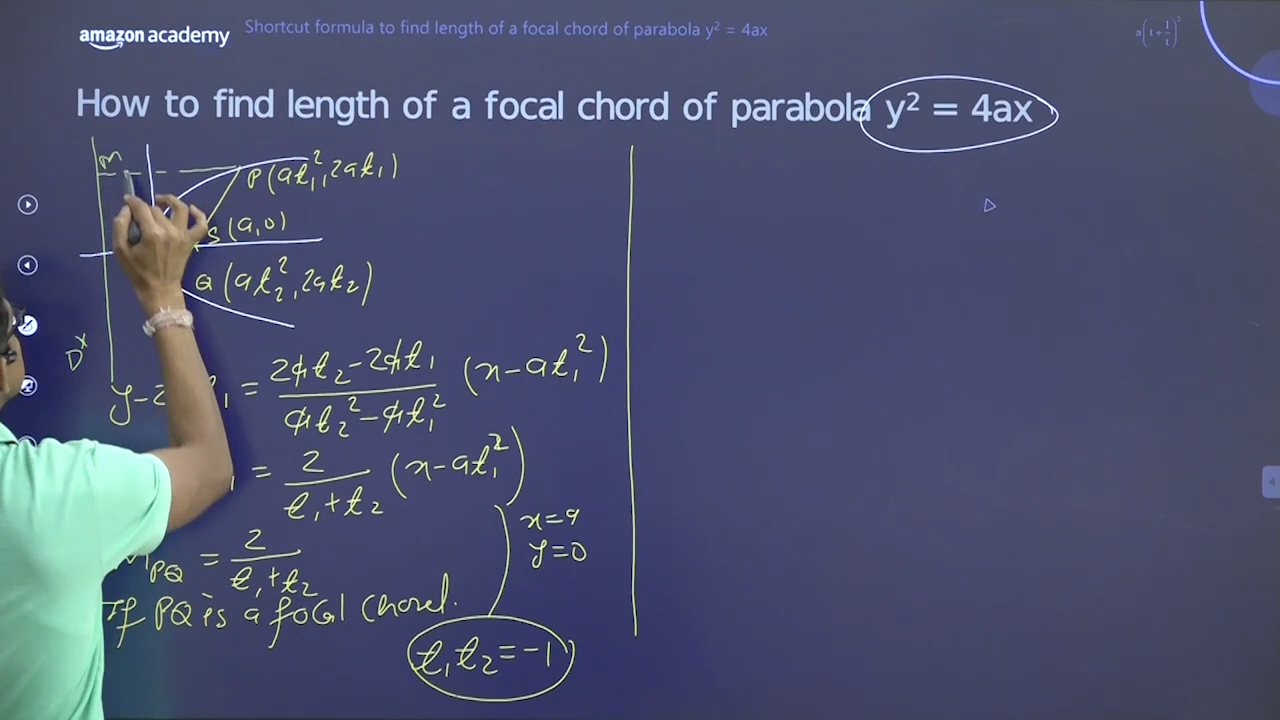 amazon academy
Shortcut formula to find length of a focal chord of parabola y² = 4ax
a(t + 1/t)²
How to find length of a focal chord of parabola y² = 4ax
M
P(at₁², 2at₁)
S(a, 0)
Q(at₂², 2at₂)
D
= 2at₂ - 2at₁ / at₂² - at₁² (x - at₁²)
= 2 / t₁ + t₂ (x - at₁²)
x = a
y = 0
PQ = 2 / t₁ + t₂
If PQ is a focal chord.
t₁t₂ = -1